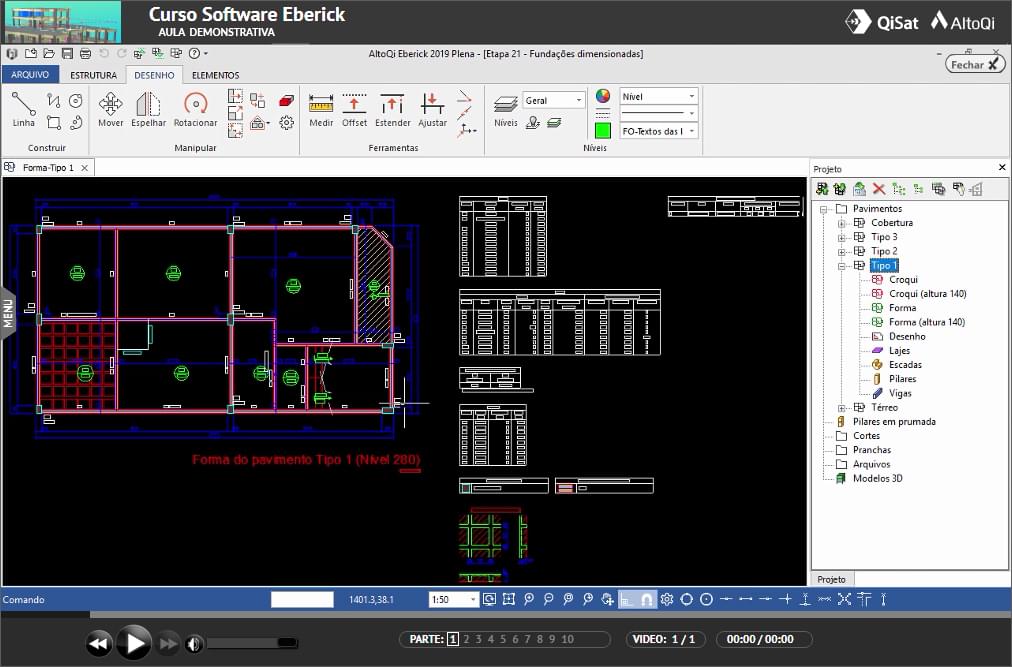 Curso Software Eberick
AULA DEMONSTRATIVA
QiSat
AltoQi
AltoQi Eberick 2019 Plena - [Etapa 21 - Fundações dimensionadas]
Fechar
ARQUIVO
ESTRUTURA
DESENHO
ELEMENTOS
Linha
Mover
Espelhar
Rotacionar
Medir
Offset
Estender
Ajustar
Níveis
Geral
Nível
FO-Textos das l
Construir
Manipular
Ferramentas
Níveis
Forma-Tipo 1
Projeto
Pavimentos
Cobertura
Tipo 3
Tipo 2
Tipo 1
Croqui
Croqui (altura 140)
Forma
Forma (altura 140)
Desenho
Lajes
Escadas
Pilares
Vigas
Térreo
Pilares em prumada
Cortes
Pranchas
Arquivos
Modelos 3D
MENU
Forma do pavimento Tipo 1 (Nível 280)
Projeto
Comando
1401.3,38.1
1:50
PARTE: 1 2 3 4 5 6 7 8 9 10
VIDEO: 1 / 1
00:00 / 00:00